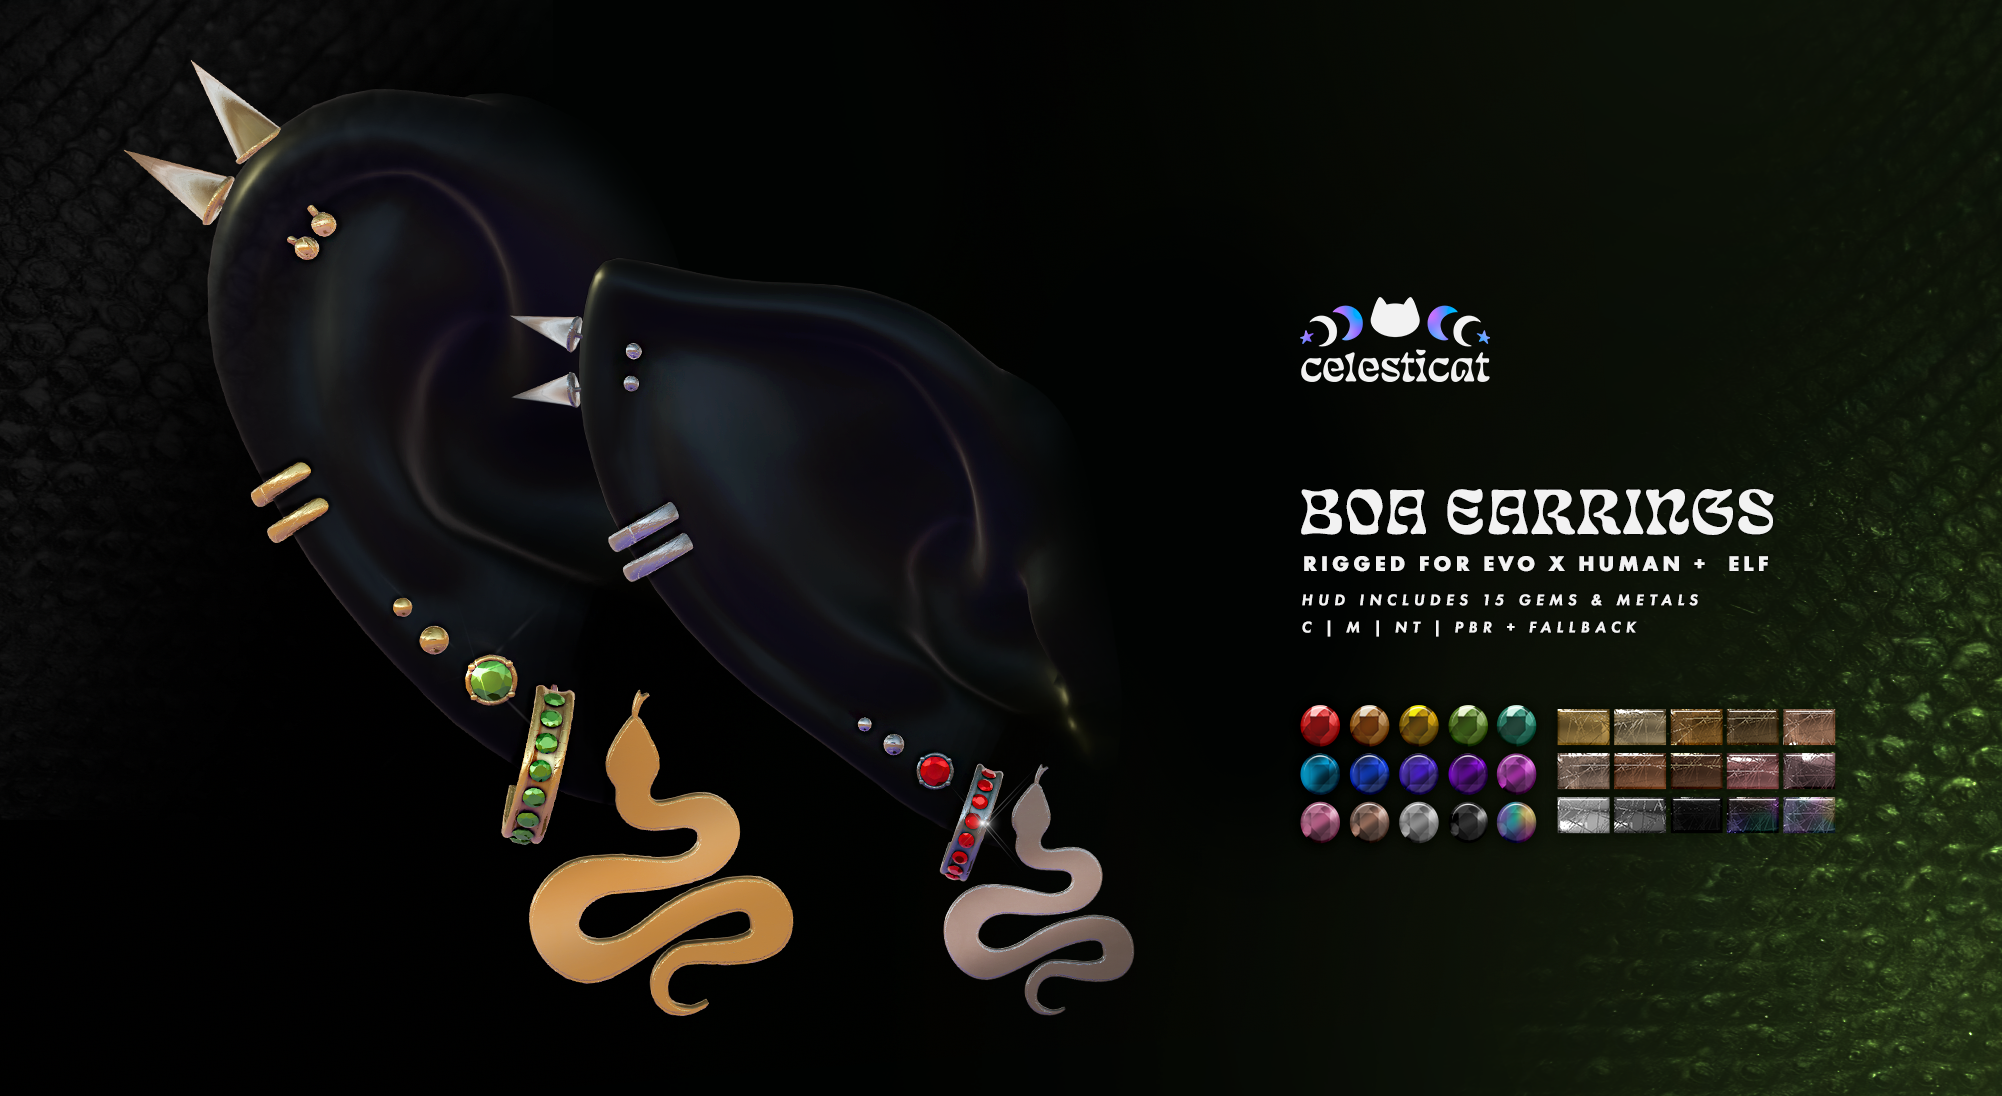 celesticat
BOA EARRINGS
RIGGED FOR EVO X HUMAN + ELF
HUD INCLUDES 15 GEMS & METALS
C | M | NT | PBR + FALLBACK